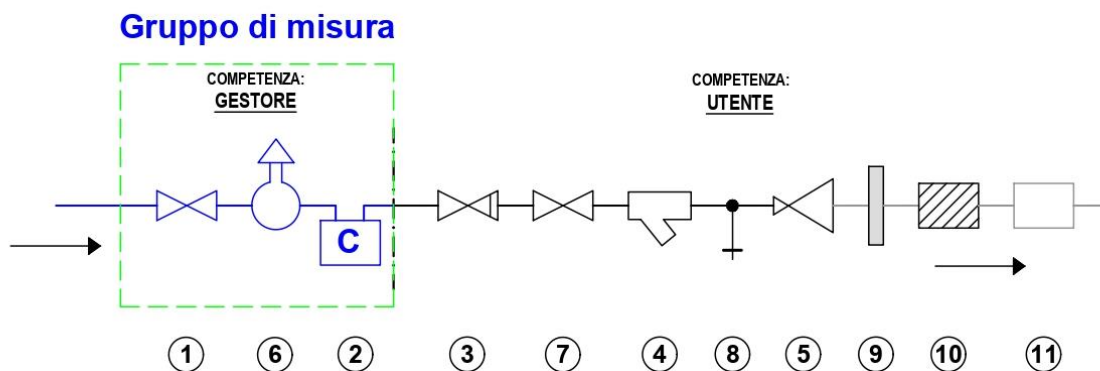 Gruppo di misura
COMPETENZA:
GESTORE
COMPETENZA:
UTENTE
C
1 6 2 3 7 4 8 5 9 10 11